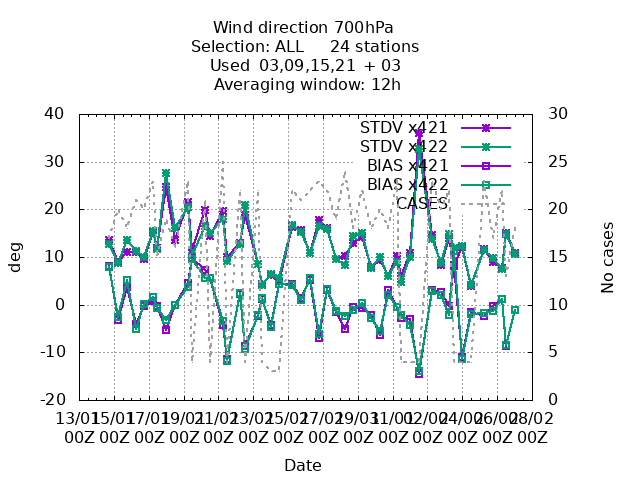 Wind direction 700hPa
Selection: ALL 24 stations
Used 03,09,15,21 + 03
Averaging window: 12h
40
30
20
10
0
-10
-20
30
25
20
15
10
5
0
deg
No cases
STDV x421
STDV x422
BIAS x421
BIAS x422
CASES
13/01 15/01 17/01 19/01 21/01 23/01 25/01 27/01 29/01 31/01 02/02 04/02 06/02 08/02
00Z 00Z 00Z 00Z 00Z 00Z 00Z 00Z 00Z 00Z 00Z 00Z 00Z 00Z
Date